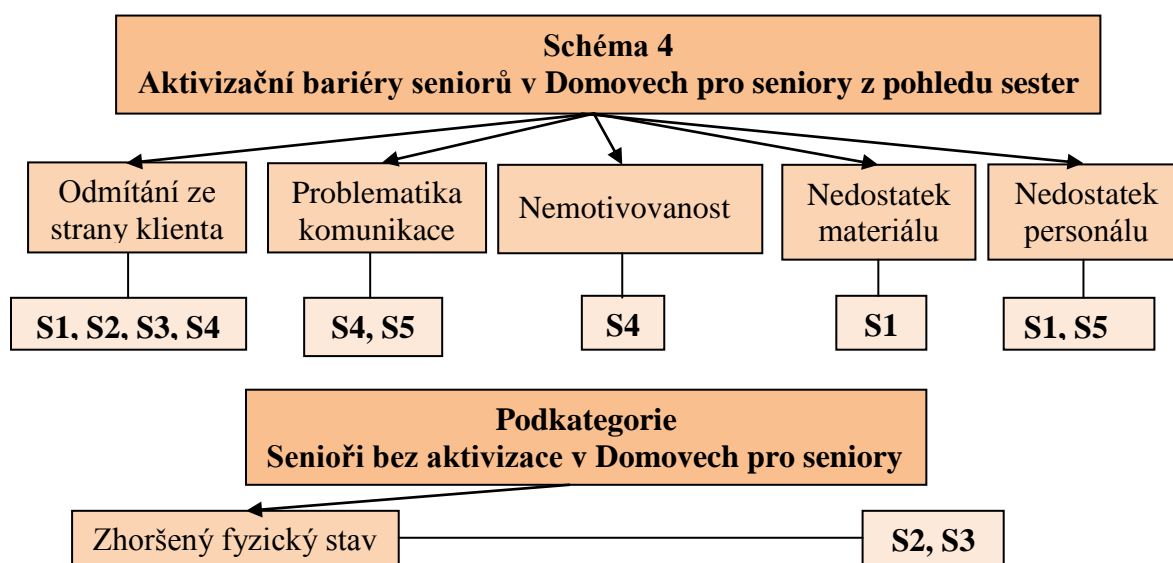 Schéma 4
Aktivizační bariéry seniorů v Domovech pro seniory z pohledu sester
Odmítání ze
strany klienta
Problematika
komunikace
Nemotivovanost
Nedostatek
materiálu
Nedostatek
personálu
S1, S2, S3, S4
S4, S5
S4
S1
S1, S5
Podkategorie
Senioři bez aktivizace v Domovech pro seniory
Zhoršený fyzický stav
S2, S3